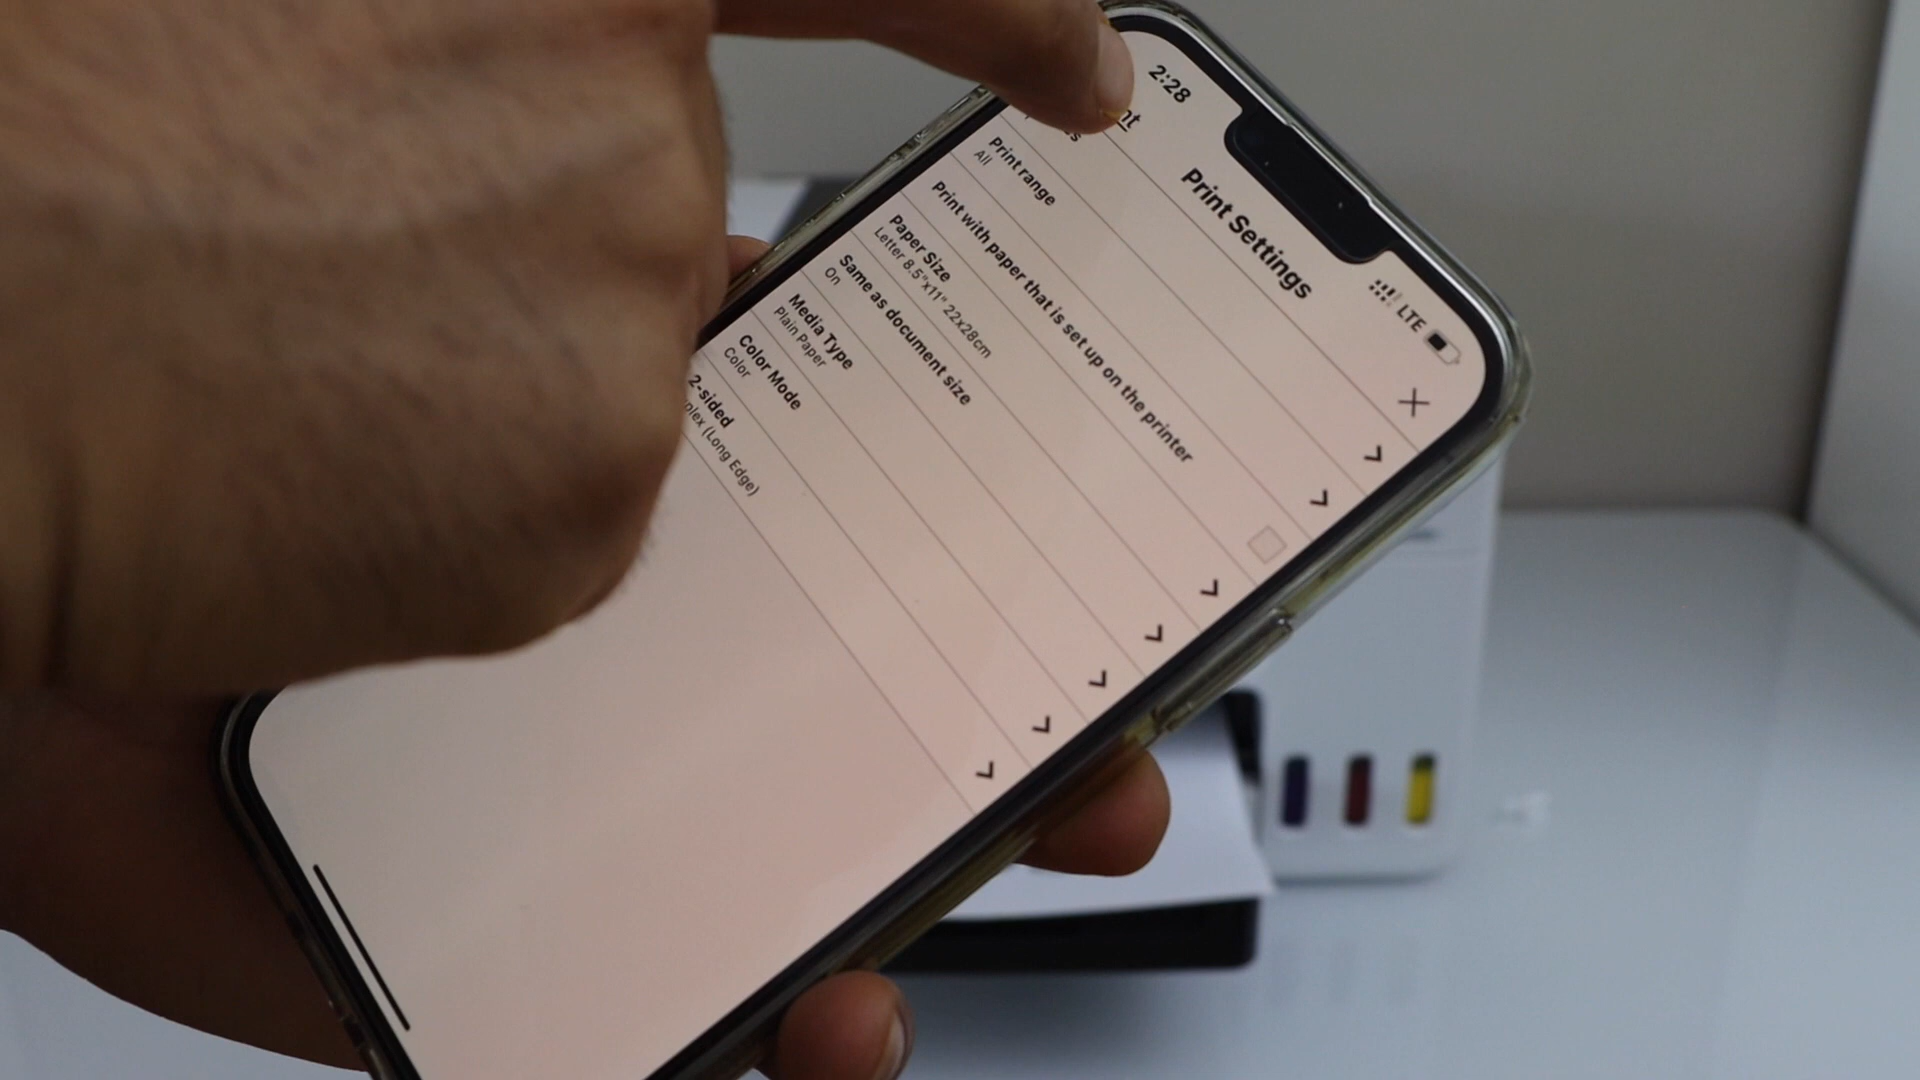 2:28
LTE
Print Settings
Print range
All
Print with paper that is set up on the printer
Paper Size
Letter 8.5"x11" 22x28cm
Same as document size
On
Media Type
Plain Paper
Color Mode
Color
2-sided
(Long Edge)